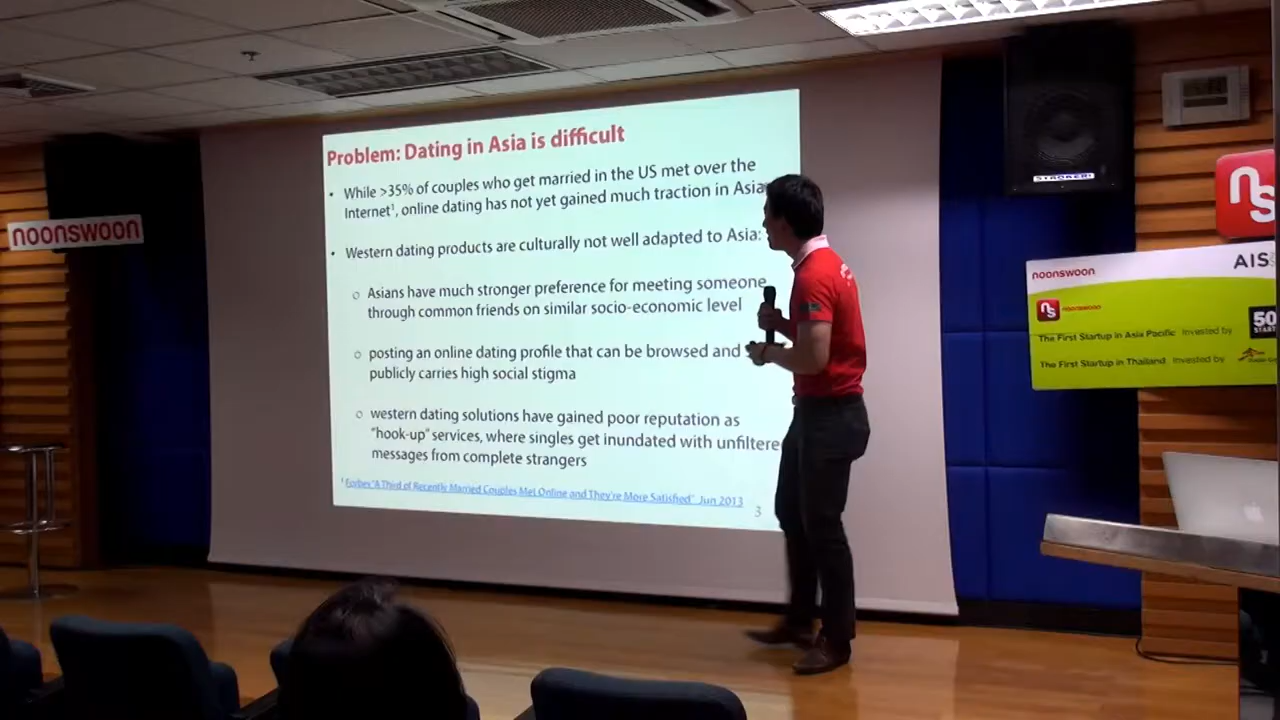 Problem: Dating in Asia is difficult
• While >35% of couples who get married in the US met over the
Internet¹, online dating has not yet gained much traction in Asia
• Western dating products are culturally not well adapted to Asia:
○ Asians have much stronger preference for meeting someone
through common friends on similar socio-economic level
○ posting an online dating profile that can be browsed and
publicly carries high social stigma
○ western dating solutions have gained poor reputation as
"hook-up" services, where singles get inundated with unfiltere
messages from complete strangers
¹ Forbes "A Third of Recently Married Couples Met Online and They're More Satisfied" Jun 2013
3
noonswoon
ns
noonswoon
AIS
ns noonswoon
50
START
The First Startup in Asia Pacific Invested by
The First Startup in Thailand Invested by